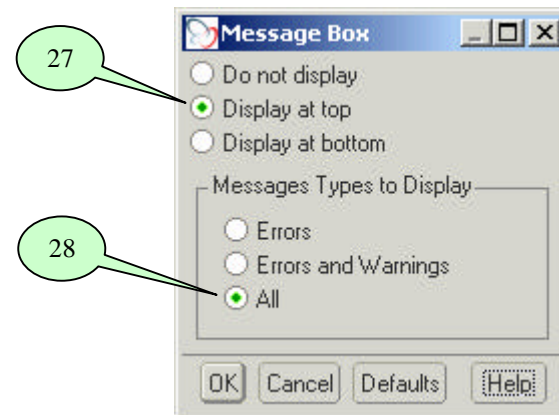 Message Box
27
Do not display
Display at top
Display at bottom
Messages Types to Display
Errors
28
Errors and Warnings
All
OK Cancel Defaults Help